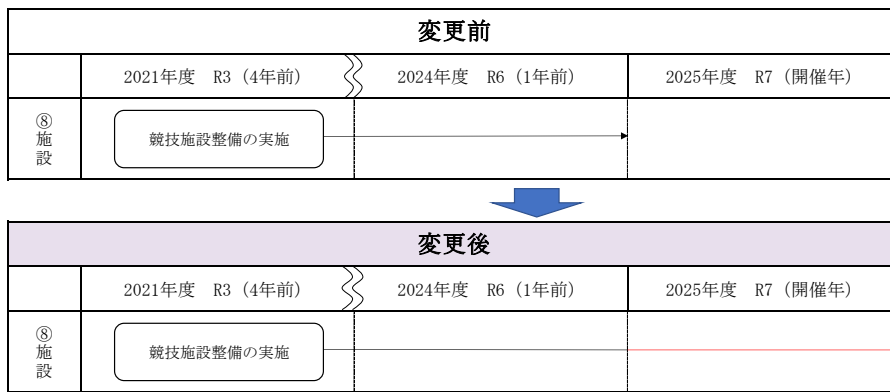 変更前
2021年度 R3 (4年前) 2024年度 R6 (1年前) 2025年度 R7 (開催年)
⑧施設 競技施設整備の実施
変更後
2021年度 R3 (4年前) 2024年度 R6 (1年前) 2025年度 R7 (開催年)
⑧施設 競技施設整備の実施